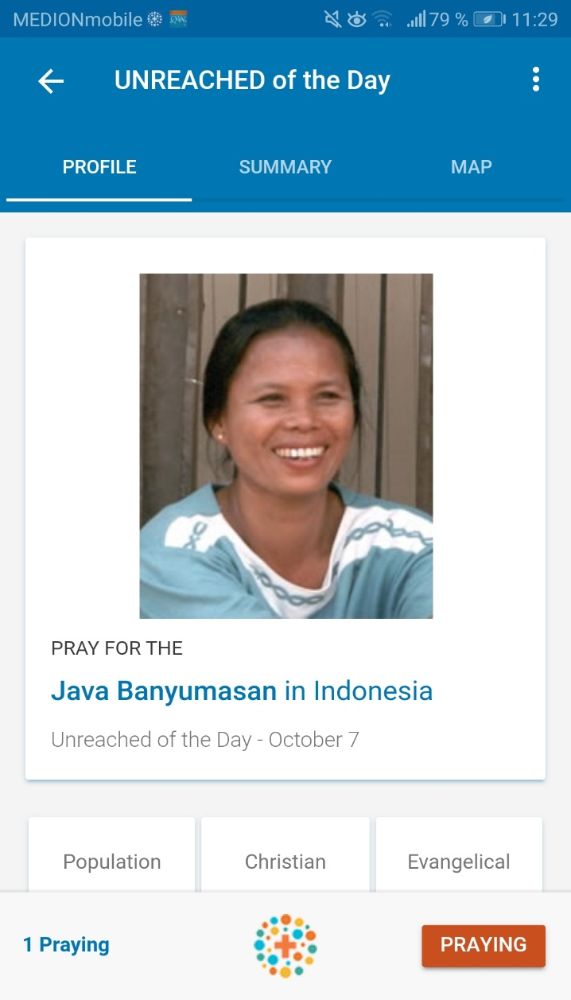 MEDIONmobile 79 % 11:29
UNREACHED of the Day
PROFILE SUMMARY MAP
PRAY FOR THE
Java Banyumasan in Indonesia
Unreached of the Day - October 7
Population Christian Evangelical
1 Praying PRAYING